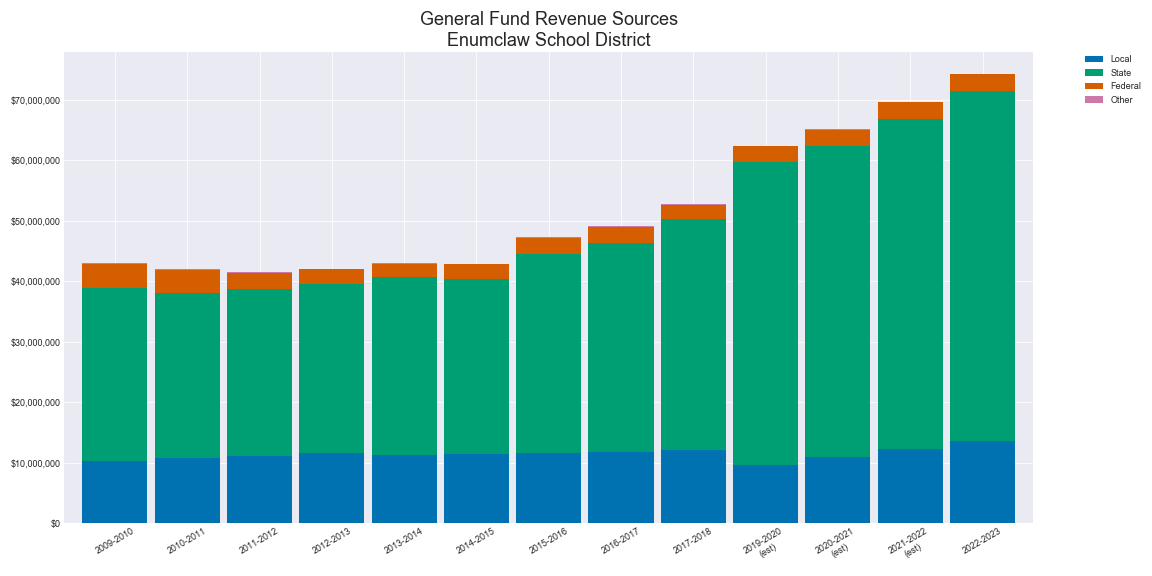 General Fund Revenue Sources
Enumclaw School District
Local
State
Federal
Other
$70,000,000
$60,000,000
$50,000,000
$40,000,000
$30,000,000
$20,000,000
$10,000,000
$0
2009-2010
2010-2011
2011-2012
2012-2013
2013-2014
2014-2015
2015-2016
2016-2017
2017-2018
2019-2020
(est)
2020-2021
(est)
2021-2022
(est)
2022-2023